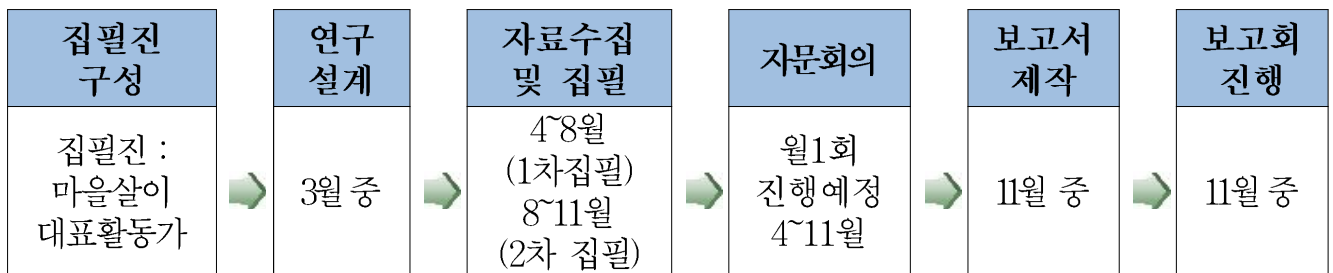 집필진
구성
집필진 :
마을살이
대표활동가
연구
설계
3월 중
자료수집
및 집필
4~8월
(1차집필)
8~11월
(2차 집필)
자문회의
월1회
진행예정
4~11월
보고서
제작
11월 중
보고회
진행
11월 중